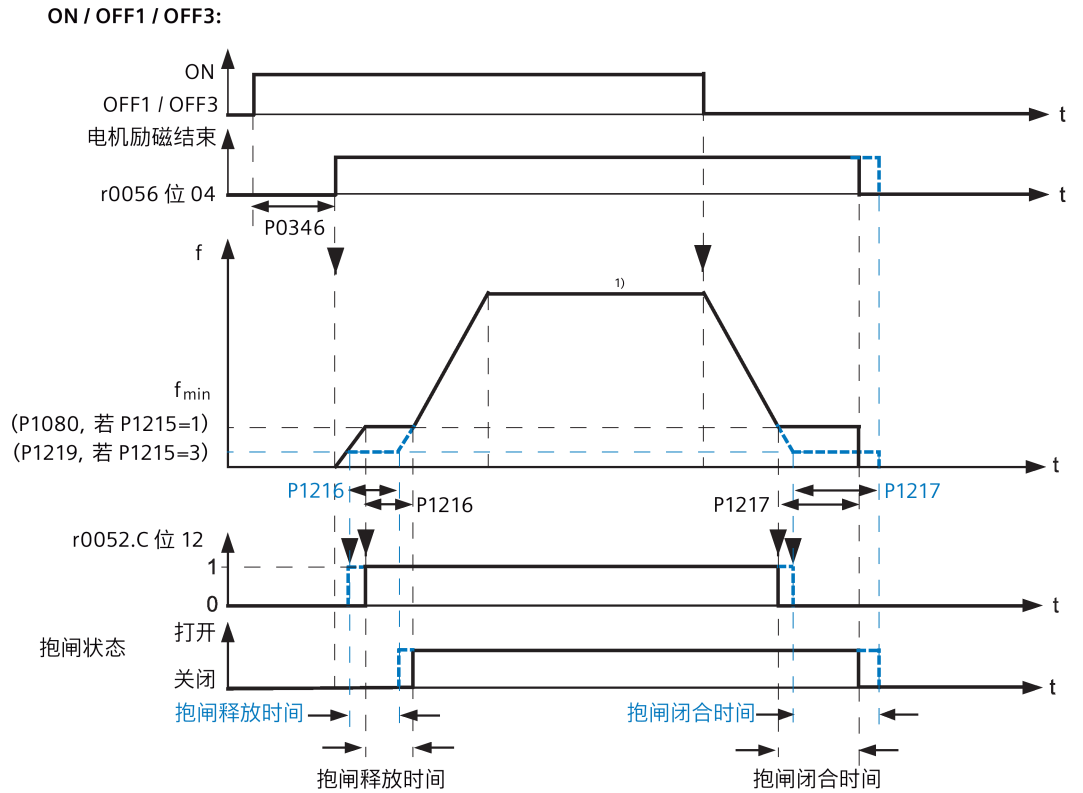 ON / OFF1 / OFF3:
ON
OFF1 / OFF3
t
电机励磁结束
r0056 位 04
t
P0346
f
1)
fmin
(P1080, 若 P1215=1)
(P1219, 若 P1215=3)
t
P1216
P1216
P1217
P1217
r0052.C 位 12
1
0
t
打开
抱闸状态
关闭
t
抱闸释放时间
抱闸闭合时间
抱闸释放时间
抱闸闭合时间